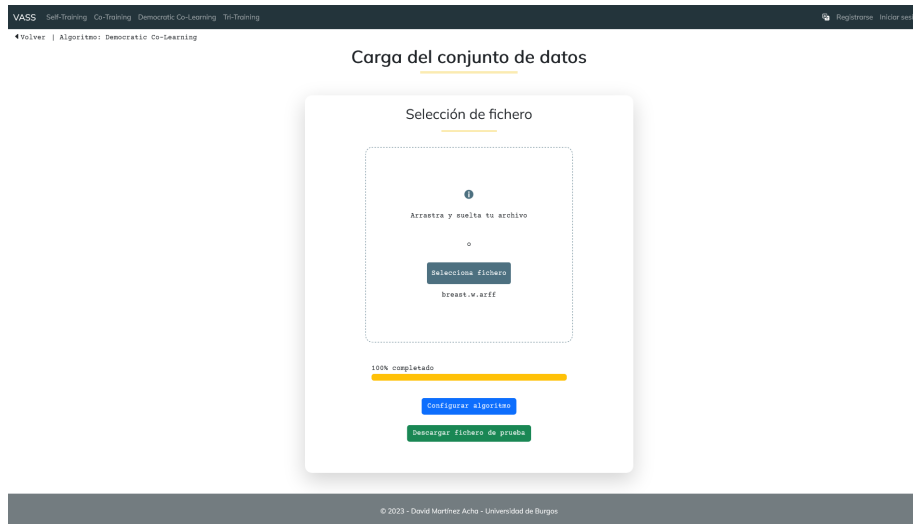 VASS Self-Training Co-Training Democratic Co-Learning Tri-Training Registrarse Iniciar ses
Volver | Algoritmo: Democratic Co-Learning
Carga del conjunto de datos
Selección de fichero
Arrastra y suelta tu archivo
o
Selecciona fichero
breast.w.arff
100% completado
Configurar algoritmo
Descargar fichero de prueba
© 2023 - David Martínez Acha - Universidad de Burgos